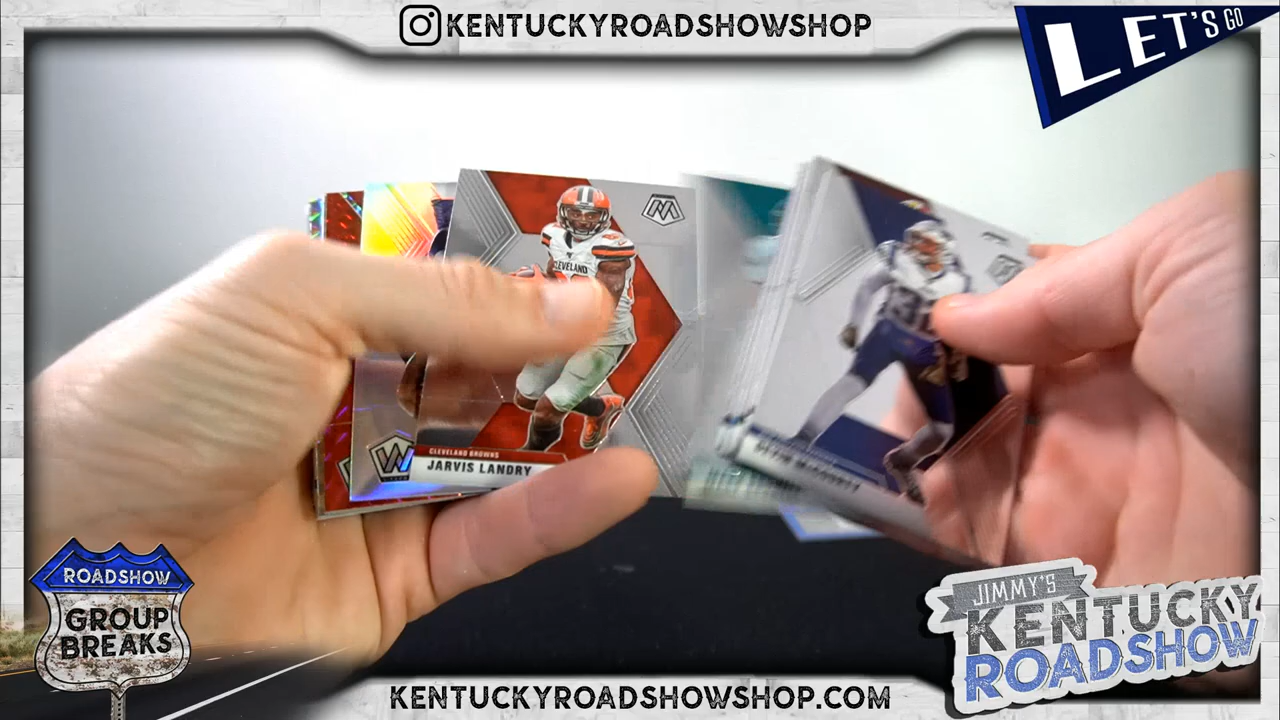 KENTUCKYROADSHOWSHOP
LET'S GO
CLEVELAND
CLEVELAND BROWNS
JARVIS LANDRY
ROADSHOW
GROUP
BREAKS
JIMMY'S
KENTUCKY
ROADSHOW
KENTUCKYROADSHOWSHOP.COM